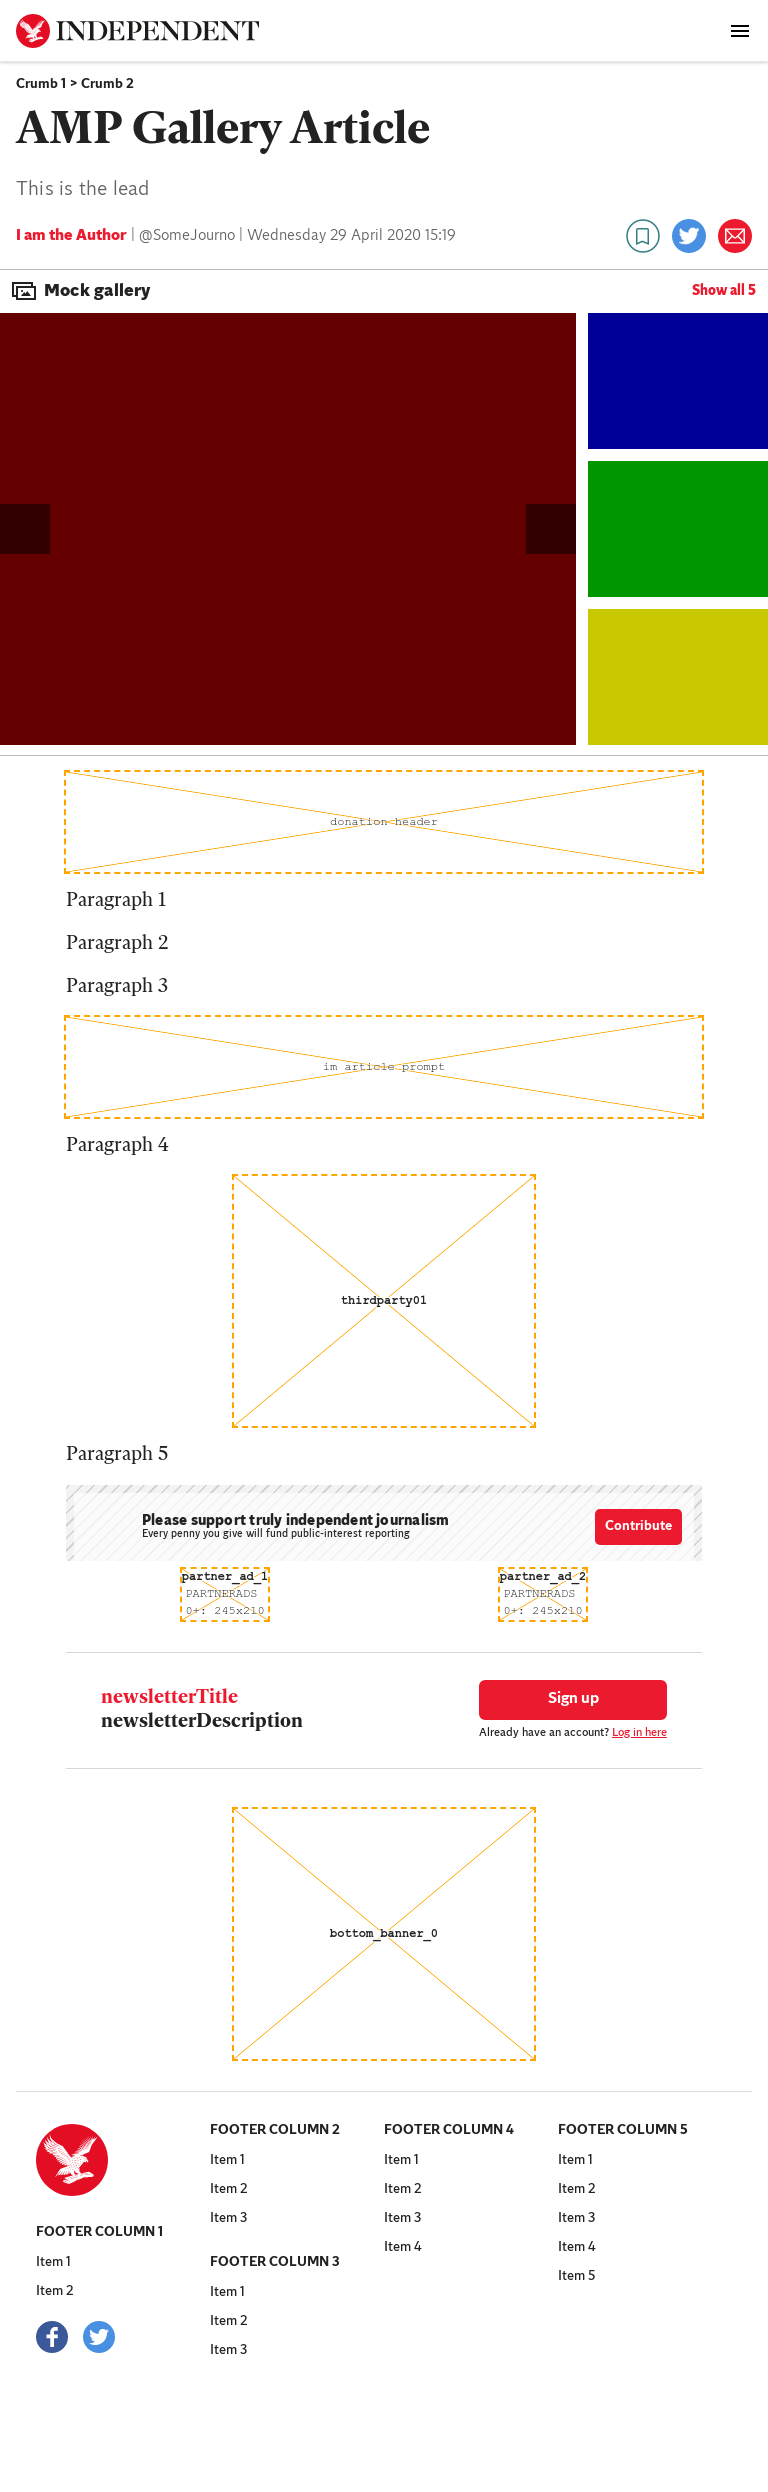 INDEPENDENT
Crumb 1 > Crumb 2
AMP Gallery Article
This is the lead
I am the Author | @SomeJourno | Wednesday 29 April 2020 15:19
Mock gallery
Show all 5
donation header
Paragraph 1
Paragraph 2
Paragraph 3
im article prompt
Paragraph 4
thirdparty01
Paragraph 5
Please support truly independent journalism
Every penny you give will fund public-interest reporting
Contribute
partner_ad_1
PARTNERADS
0+: 245x210
partner_ad_2
PARTNERADS
0+: 245x210
newsletterTitle
newsletterDescription
Sign up
Already have an account? Log in here
bottom_banner_0
FOOTER COLUMN 1
Item 1
Item 2
FOOTER COLUMN 2
Item 1
Item 2
Item 3
FOOTER COLUMN 3
Item 1
Item 2
Item 3
FOOTER COLUMN 4
Item 1
Item 2
Item 3
Item 4
FOOTER COLUMN 5
Item 1
Item 2
Item 3
Item 4
Item 5